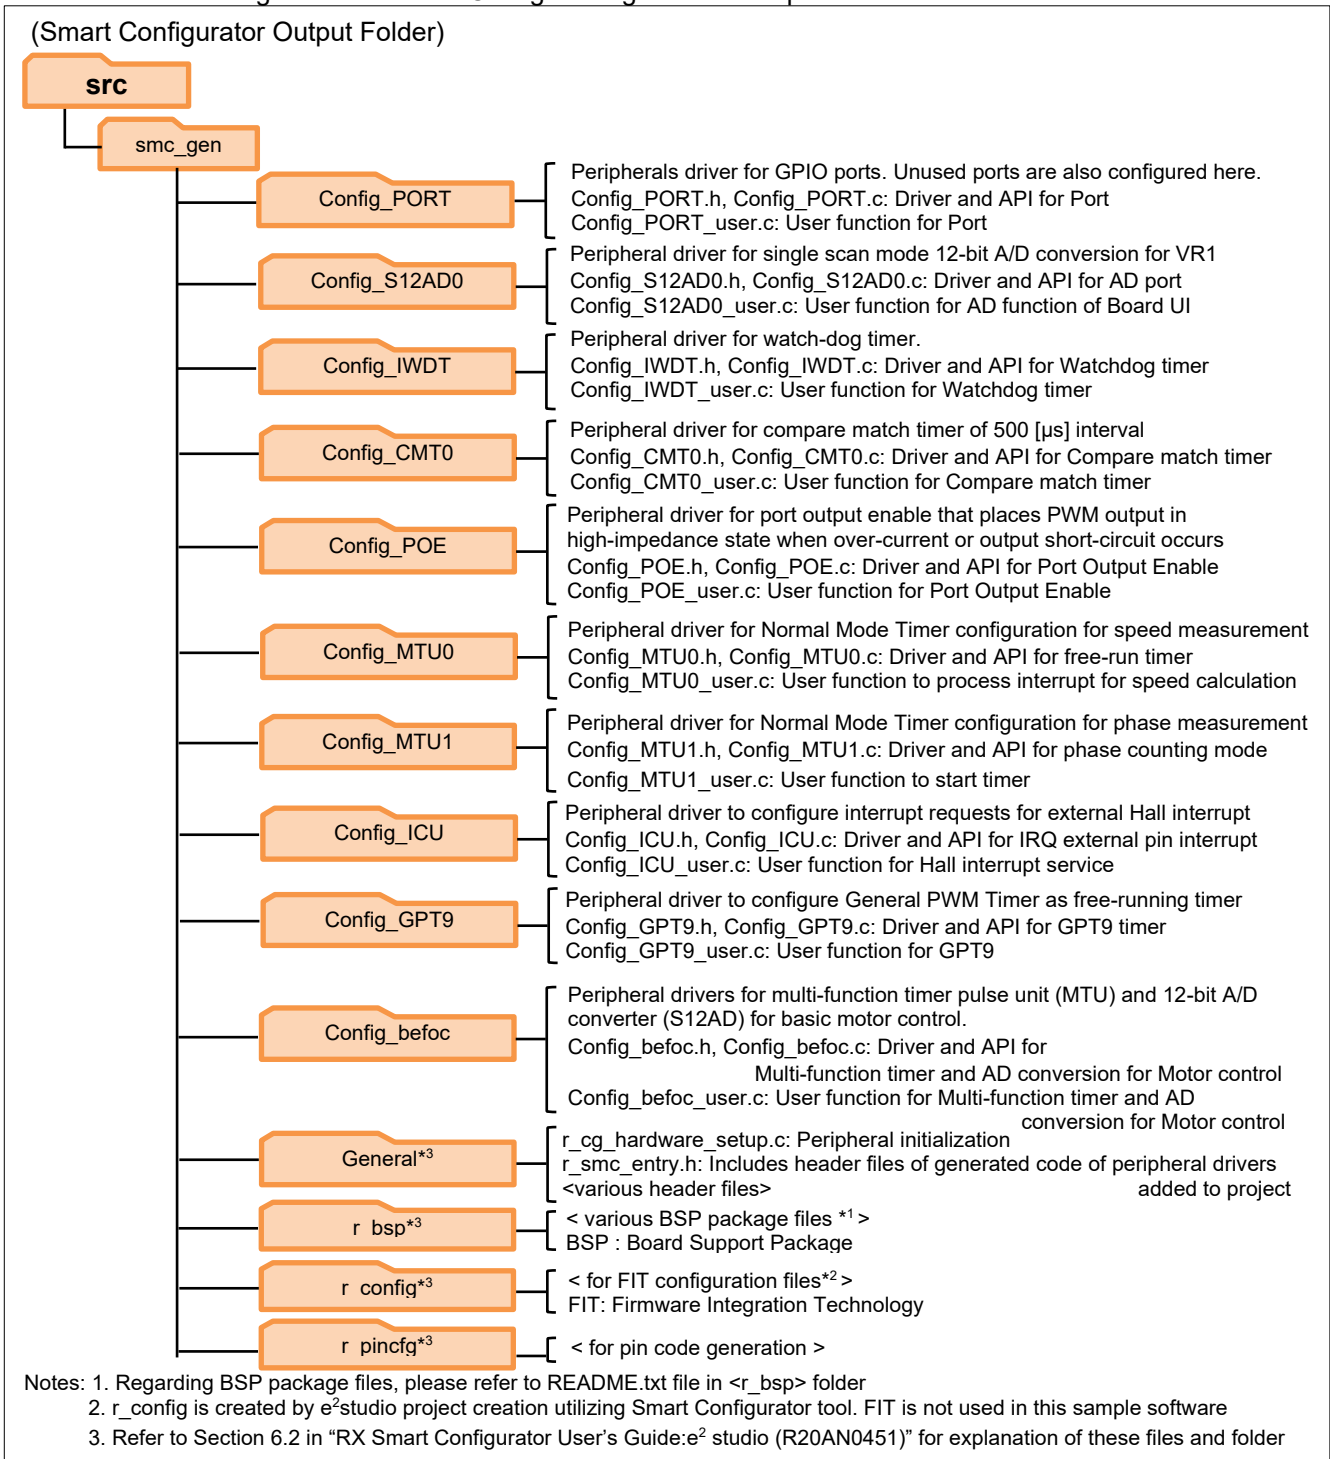 (Smart Configurator Output Folder)
src
smc_gen
Config_PORT
Peripherals driver for GPIO ports. Unused ports are also configured here.
Config_PORT.h, Config_PORT.c: Driver and API for Port
Config_PORT_user.c: User function for Port
Config_S12AD0
Peripheral driver for single scan mode 12-bit A/D conversion for VR1
Config_S12AD0.h, Config_S12AD0.c: Driver and API for AD port
Config_S12AD0_user.c: User function for AD function of Board UI
Config_IWDT
Peripheral driver for watch-dog timer.
Config_IWDT.h, Config_IWDT.c: Driver and API for Watchdog timer
Config_IWDT_user.c: User function for Watchdog timer
Config_CMT0
Peripheral driver for compare match timer of 500 [µs] interval
Config_CMT0.h, Config_CMT0.c: Driver and API for Compare match timer
Config_CMT0_user.c: User function for Compare match timer
Config_POE
Peripheral driver for port output enable that places PWM output in
high-impedance state when over-current or output short-circuit occurs
Config_POE.h, Config_POE.c: Driver and API for Port Output Enable
Config_POE_user.c: User function for Port Output Enable
Config_MTU0
Peripheral driver for Normal Mode Timer configuration for speed measurement
Config_MTU0.h, Config_MTU0.c: Driver and API for free-run timer
Config_MTU0_user.c: User function to process interrupt for speed calculation
Config_MTU1
Peripheral driver for Normal Mode Timer configuration for phase measurement
Config_MTU1.h, Config_MTU1.c: Driver and API for phase counting mode
Config_MTU1_user.c: User function to start timer
Config_ICU
Peripheral driver to configure interrupt requests for external Hall interrupt
Config_ICU.h, Config_ICU.c: Driver and API for IRQ external pin interrupt
Config_ICU_user.c: User function for Hall interrupt service
Config_GPT9
Peripheral driver to configure General PWM Timer as free-running timer
Config_GPT9.h, Config_GPT9.c: Driver and API for GPT9 timer
Config_GPT9_user.c: User function for GPT9
Config_befoc
Peripheral drivers for multi-function timer pulse unit (MTU) and 12-bit A/D
converter (S12AD) for basic motor control.
Config_befoc.h, Config_befoc.c: Driver and API for
Multi-function timer and AD conversion for Motor control
Config_befoc_user.c: User function for Multi-function timer and AD
conversion for Motor control
General*3
r_cg_hardware_setup.c: Peripheral initialization
r_smc_entry.h: Includes header files of generated code of peripheral drivers
<various header files> added to project
r_bsp*3
< various BSP package files *1 >
BSP : Board Support Package
r_config*3
< for FIT configuration files*2 >
FIT: Firmware Integration Technology
r_pincfg*3
< for pin code generation >
Notes: 1. Regarding BSP package files, please refer to README.txt file in <r_bsp> folder
2. r_config is created by e2studio project creation utilizing Smart Configurator tool. FIT is not used in this sample software
3. Refer to Section 6.2 in “RX Smart Configurator User’s Guide:e2 studio (R20AN0451)” for explanation of these files and folder